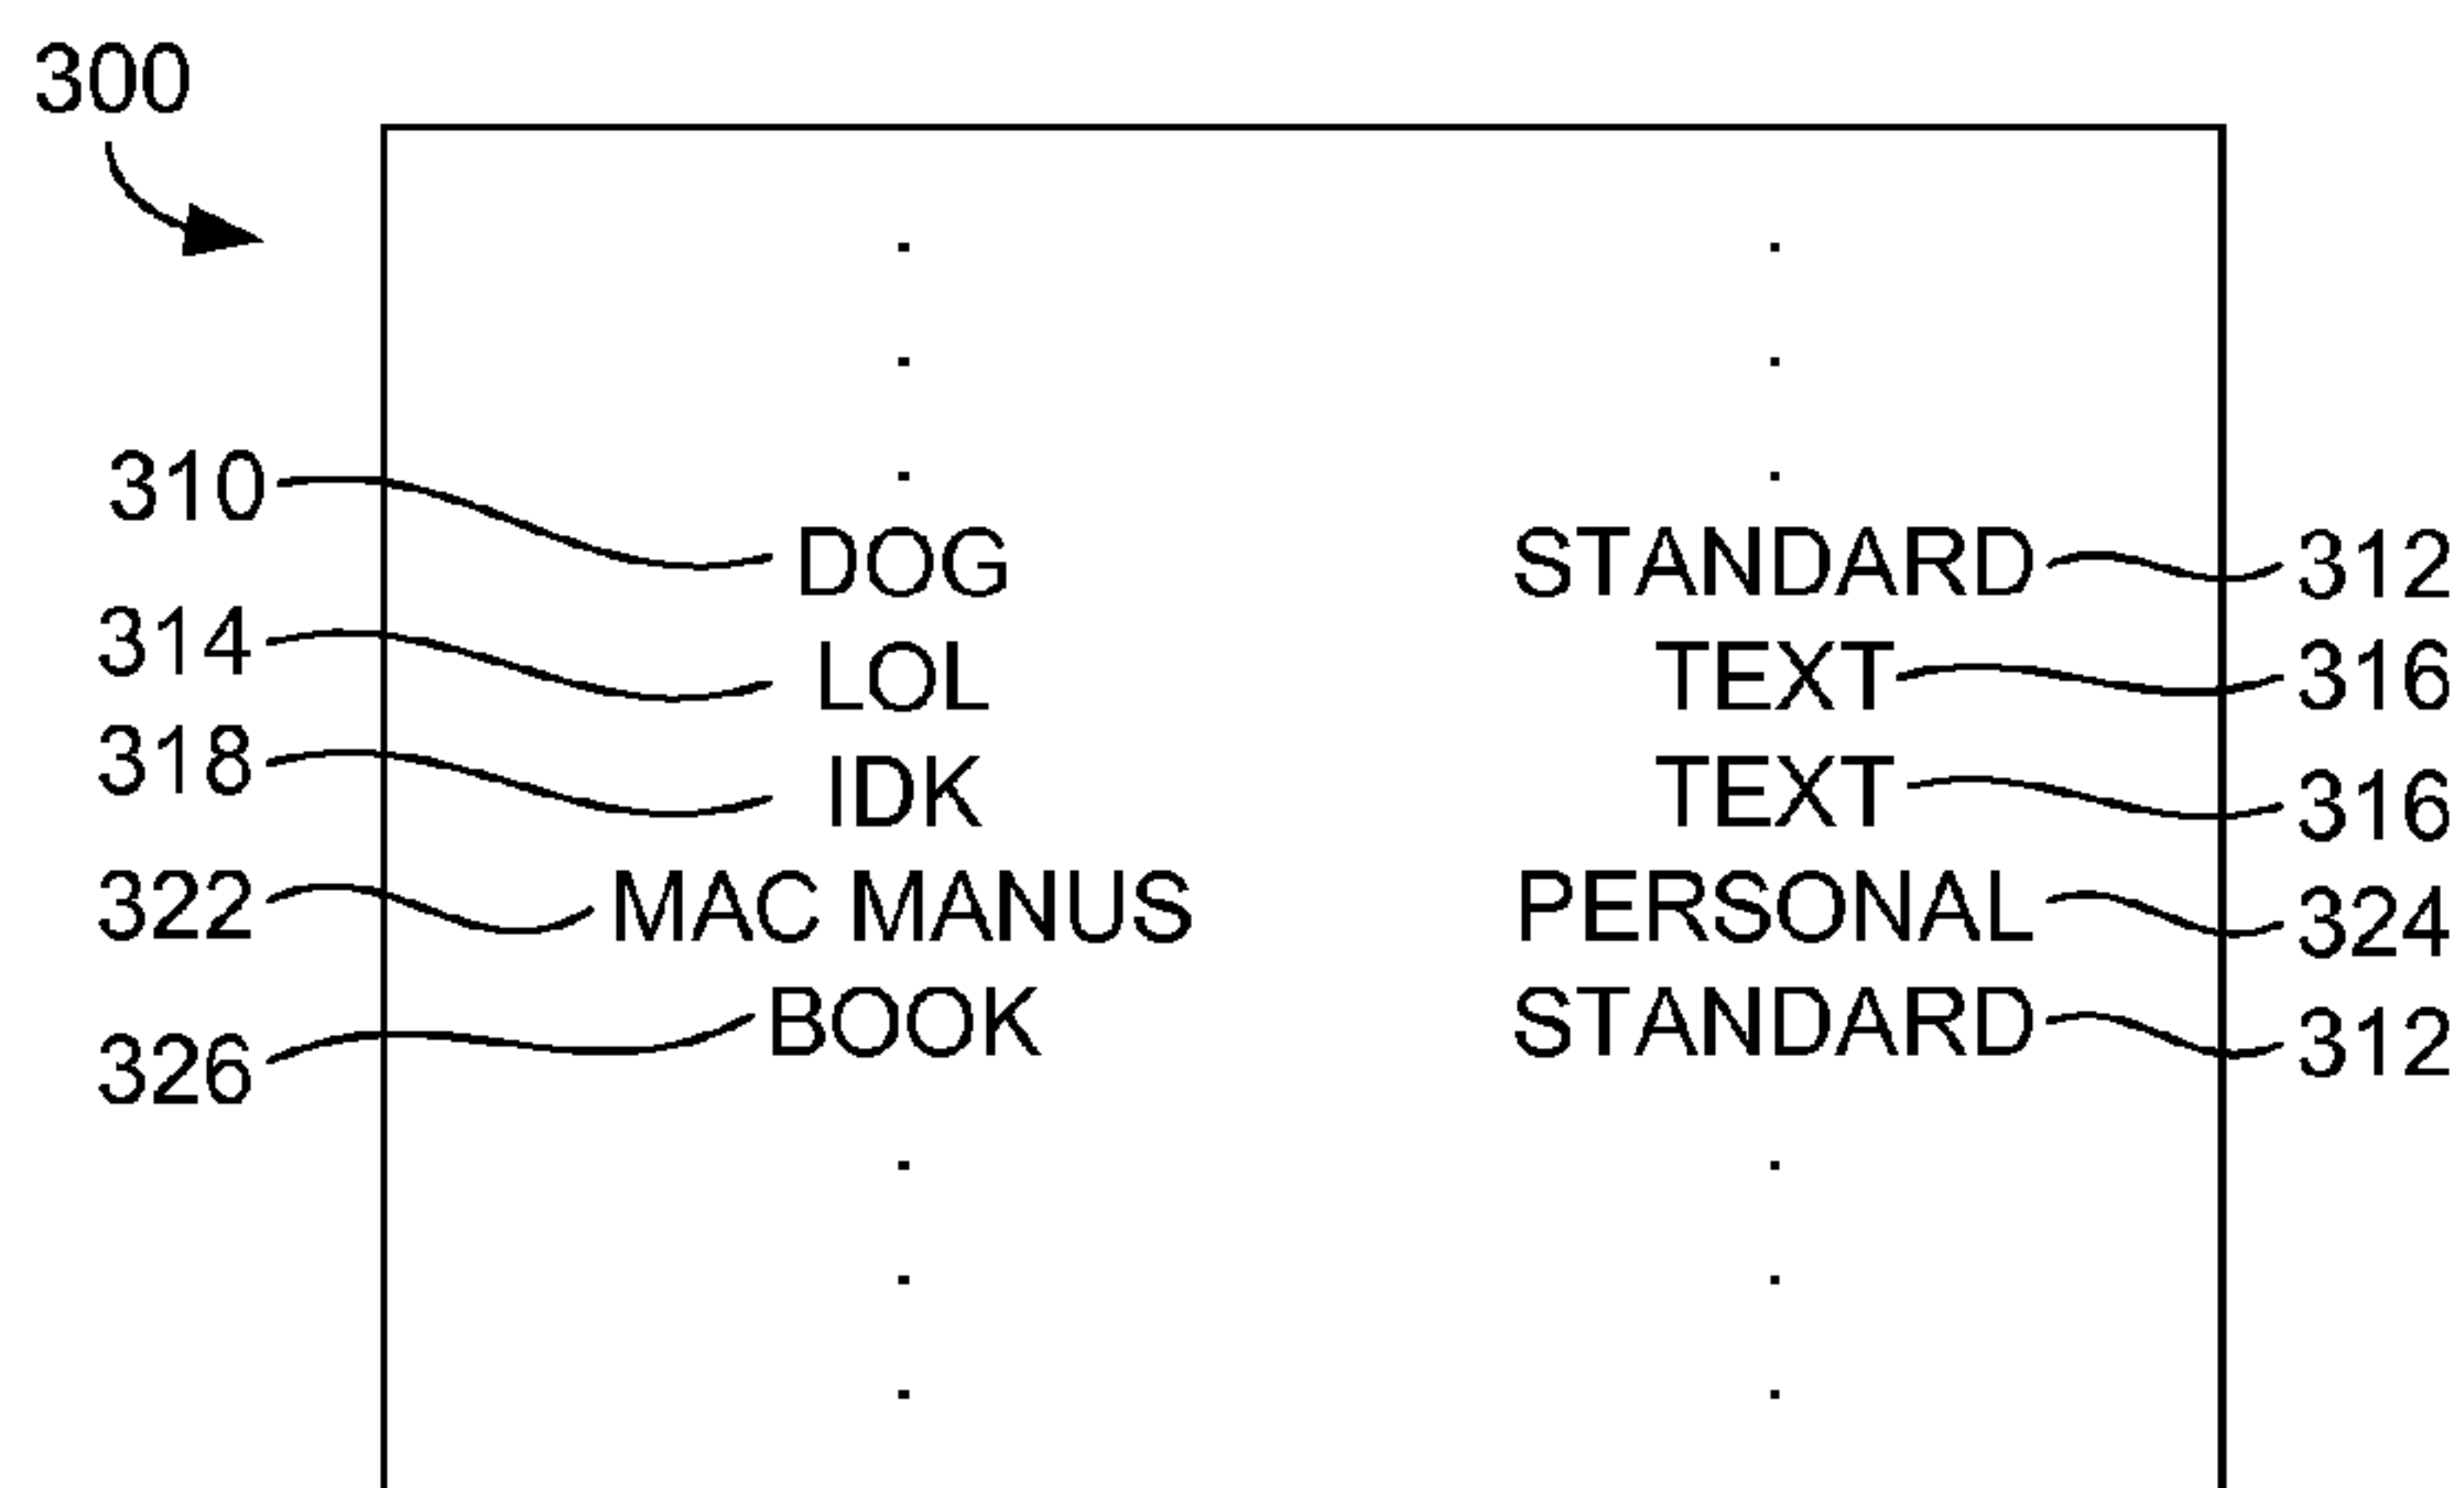 300
. .
. .
310 . .
DOG STANDARD 312
314 LOL TEXT 316
318 IDK TEXT 316
322 MAC MANUS PERSONAL 324
BOOK STANDARD 312
326
. .
. .
. .